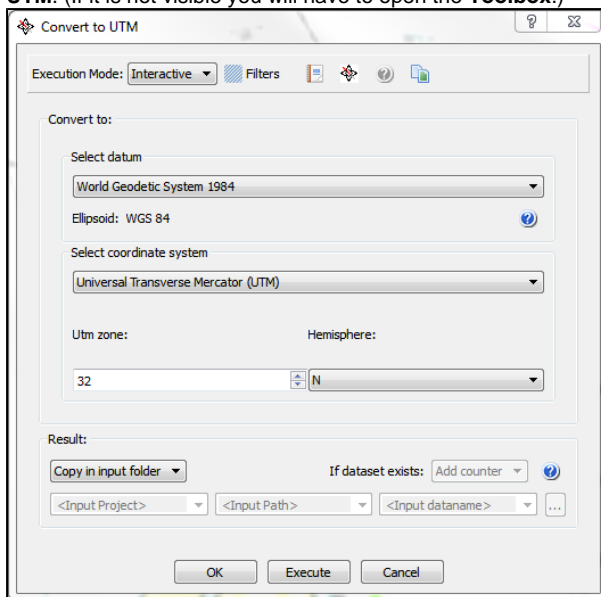 UTM. (If it is not visible you will have to open the Toolbox.)
Convert to UTM
Execution Mode: Interactive Filters
Convert to:
Select datum
World Geodetic System 1984
Ellipsoid: WGS 84
Select coordinate system
Universal Transverse Mercator (UTM)
Utm zone: Hemisphere:
32 N
Result:
Copy in input folder If dataset exists: Add counter
<Input Project> <Input Path> <Input dataname> ...
OK Execute Cancel